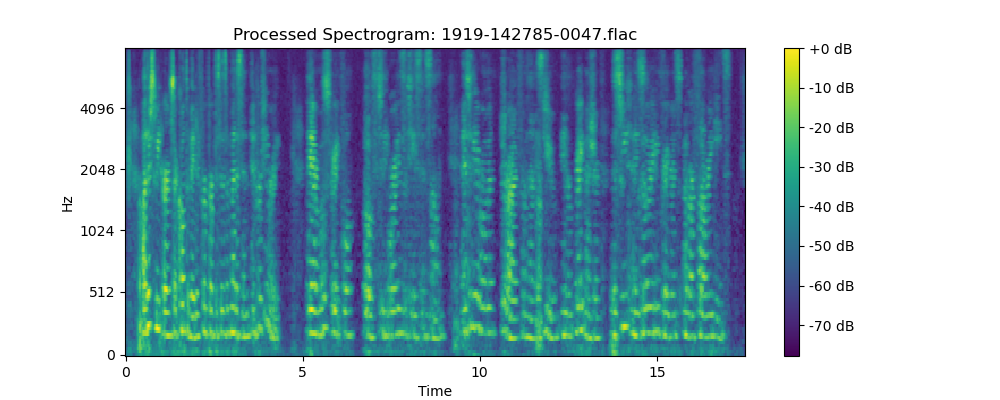 Processed Spectrogram: 1919-142785-0047.flac
+0 dB
4096
-10 dB
-20 dB
2048
-30 dB
Hz
1024
-40 dB
-50 dB
512
-60 dB
-70 dB
0
0 5 10 15
Time